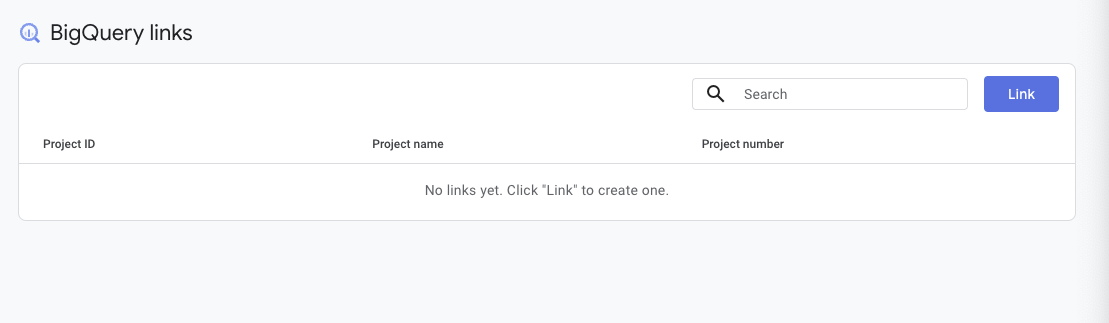 BigQuery links
Search
Link
Project ID
Project name
Project number
No links yet. Click "Link" to create one.